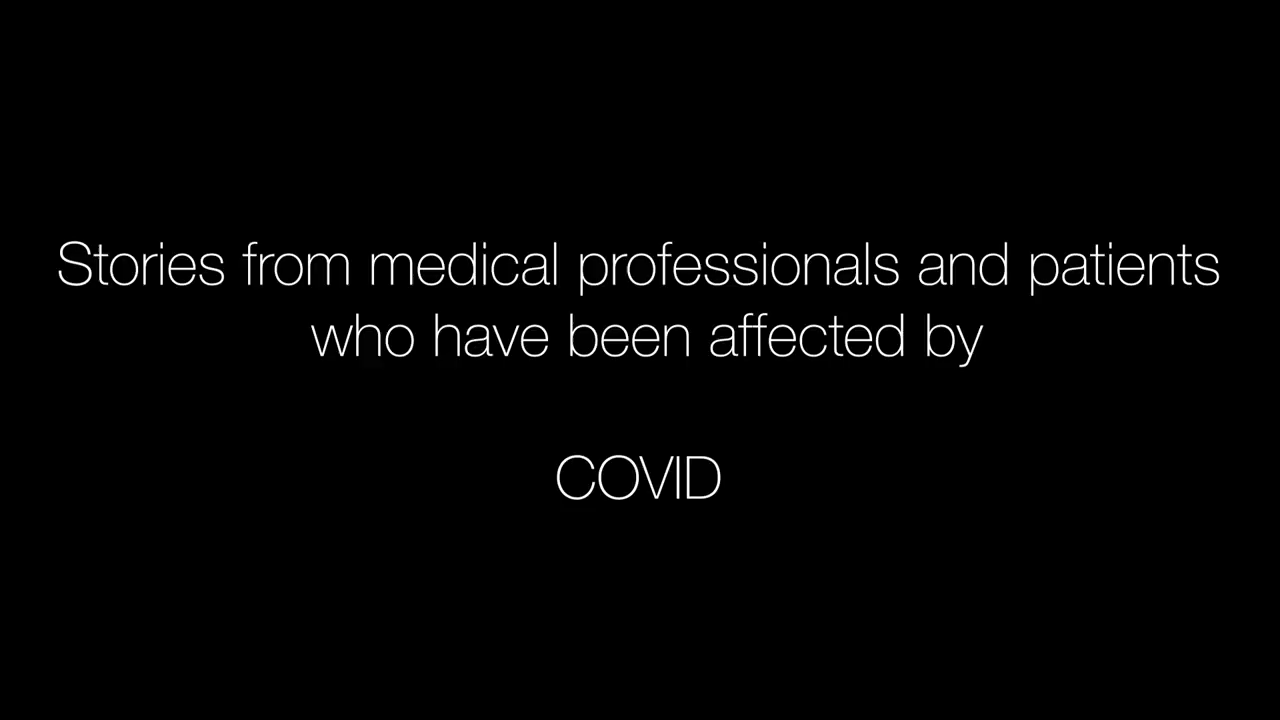 Stories from medical professionals and patients
who have been affected by
COVID